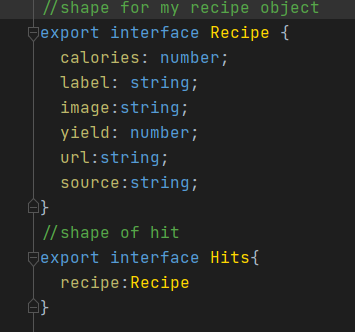 //shape for my recipe object
export interface Recipe {
calories: number;
label: string;
image:string;
yield: number;
url:string;
source:string;
}
//shape of hit
export interface Hits{
recipe:Recipe
}